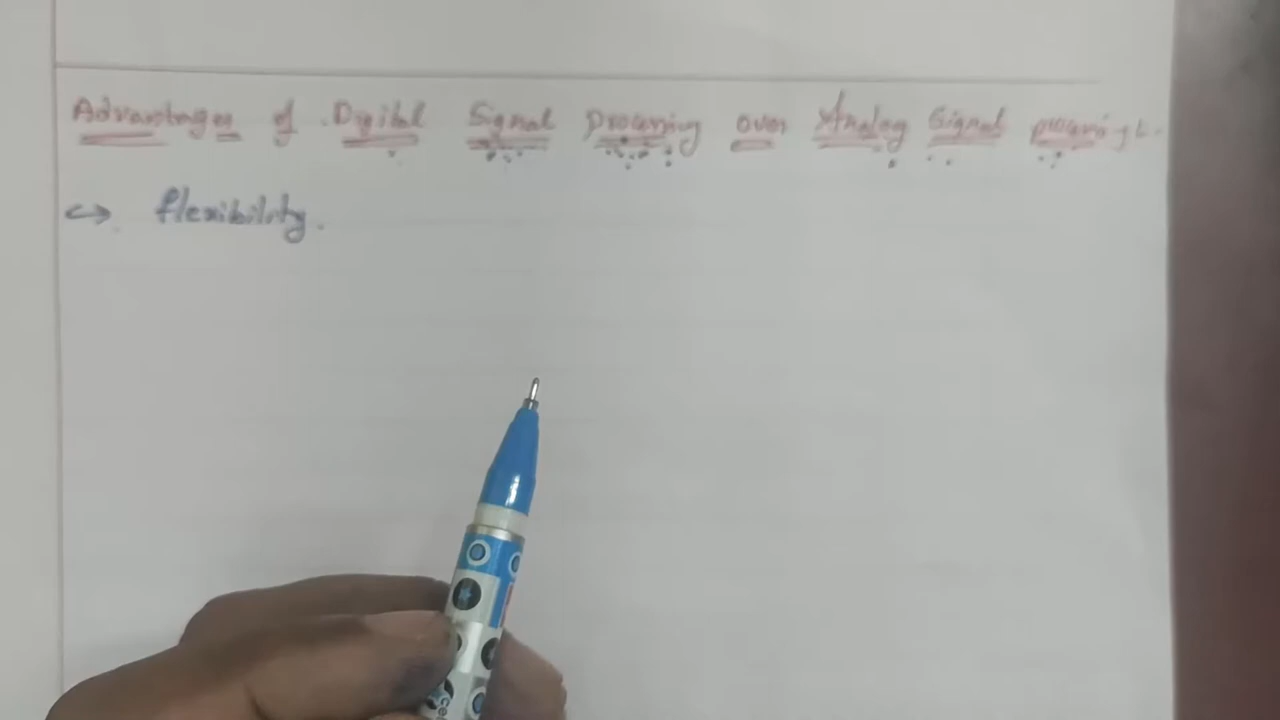 Advantages of Digital Signal Processing over Analog Signal processing.
↪ flexibility.